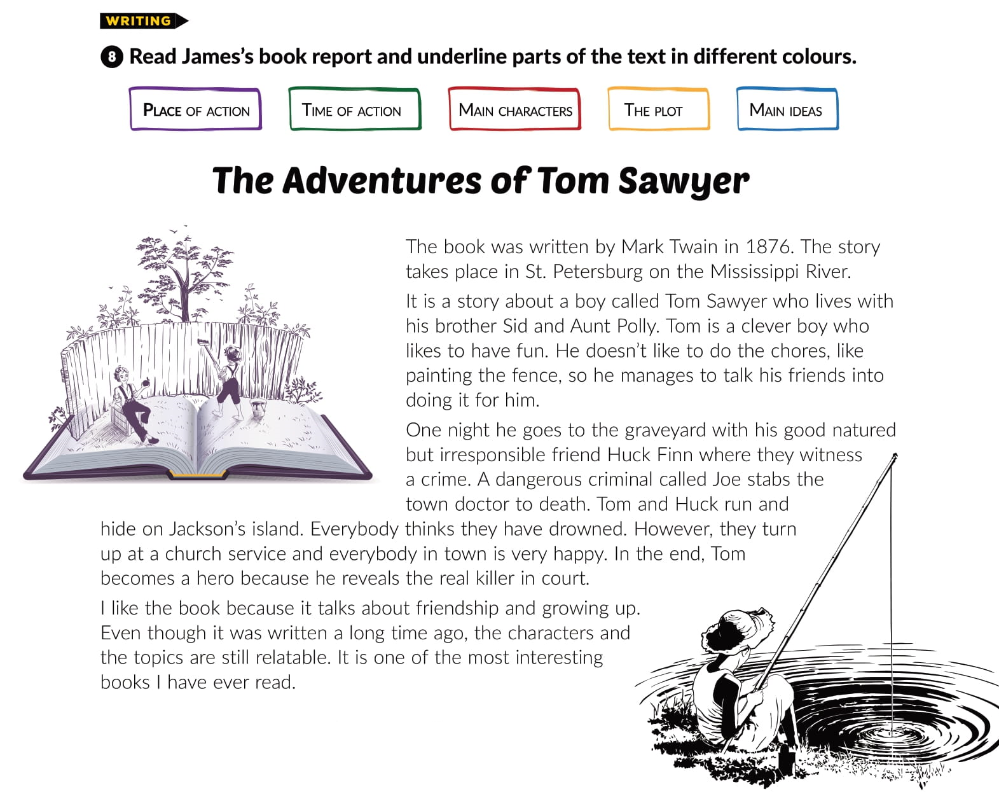 WRITING
8 Read James’s book report and underline parts of the text in different colours.
PLACE OF ACTION
TIME OF ACTION
MAIN CHARACTERS
THE PLOT
MAIN IDEAS
The Adventures of Tom Sawyer
The book was written by Mark Twain in 1876. The story
takes place in St. Petersburg on the Mississippi River.
It is a story about a boy called Tom Sawyer who lives with
his brother Sid and Aunt Polly. Tom is a clever boy who
likes to have fun. He doesn’t like to do the chores, like
painting the fence, so he manages to talk his friends into
doing it for him.
One night he goes to the graveyard with his good natured
but irresponsible friend Huck Finn where they witness
a crime. A dangerous criminal called Joe stabs the
town doctor to death. Tom and Huck run and
hide on Jackson’s island. Everybody thinks they have drowned. However, they turn
up at a church service and everybody in town is very happy. In the end, Tom
becomes a hero because he reveals the real killer in court.
I like the book because it talks about friendship and growing up.
Even though it was written a long time ago, the characters and
the topics are still relatable. It is one of the most interesting
books I have ever read.